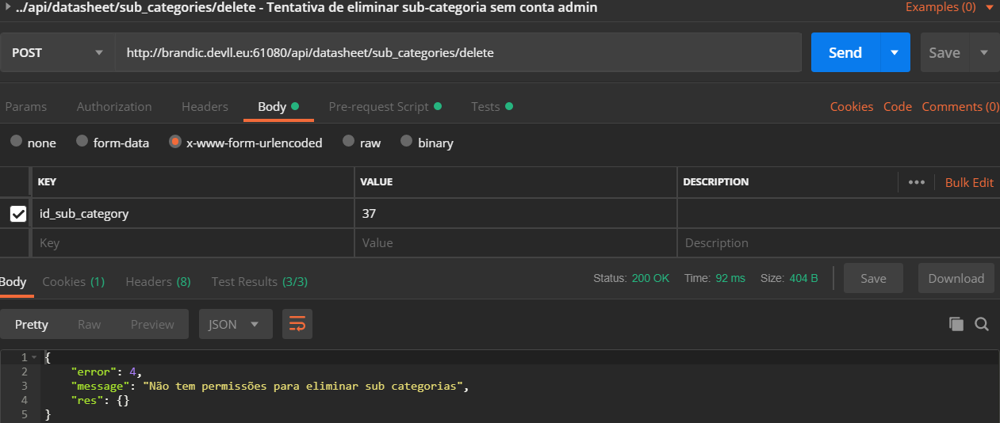 ../api/datasheet/sub_categories/delete - Tentativa de eliminar sub-categoria sem conta admin Examples (0)
POST http://brandic.devll.eu:61080/api/datasheet/sub_categories/delete Send Save
Params Authorization Headers Body Pre-request Script Tests Cookies Code Comments (0)
none form-data x-www-form-urlencoded raw binary
KEY VALUE DESCRIPTION ••• Bulk Edit
id_sub_category 37
Key Value Description
Body Cookies (1) Headers (8) Test Results (3/3) Status: 200 OK Time: 92 ms Size: 404 B Save Download
Pretty Raw Preview JSON
1 {
2 "error": 4,
3 "message": "Não tem permissões para eliminar sub categorias",
4 "res": {}
5 }